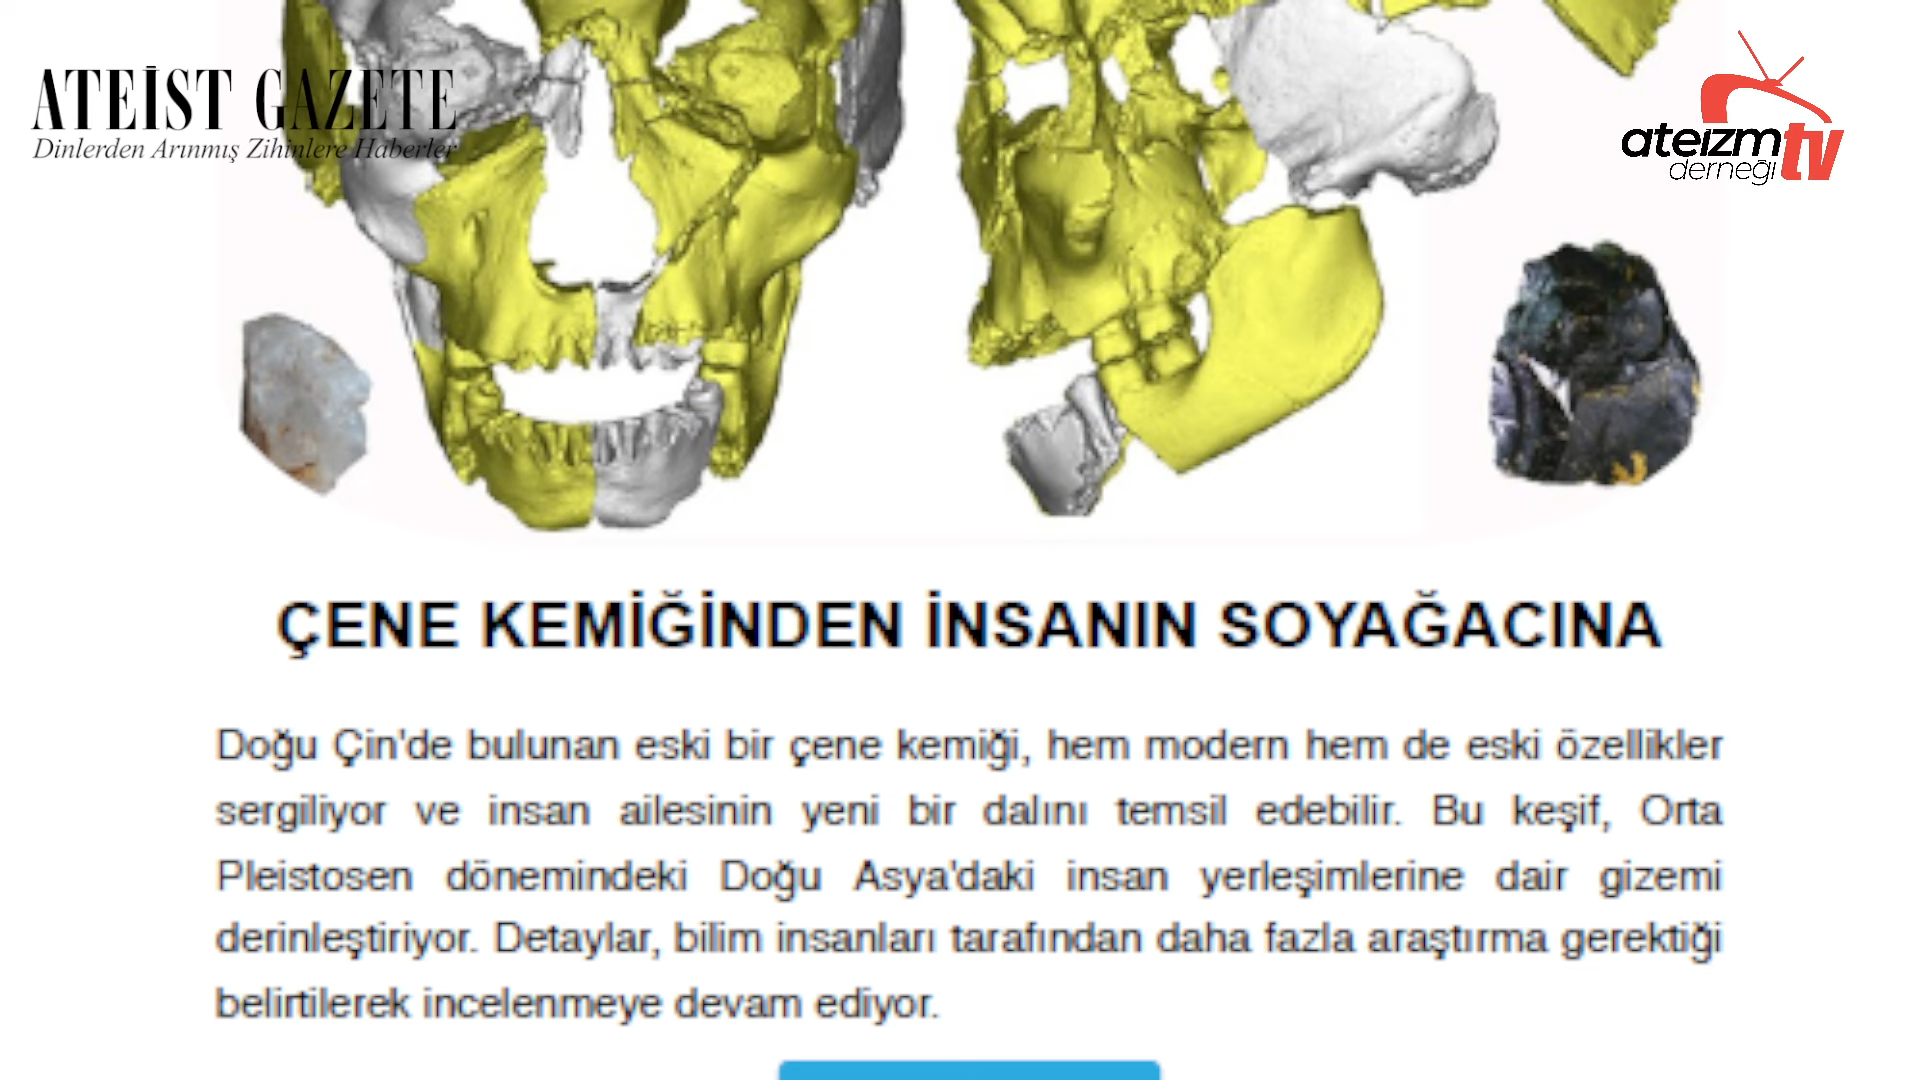 ATEİST GAZETE
Dinlerden Arınmış Zihinlere Haberler
ateizm tv
derneği
ÇENE KEMİĞİNDEN İNSANIN SOYAĞACINA
Doğu Çin'de bulunan eski bir çene kemiği, hem modern hem de eski özellikler
sergiliyor ve insan ailesinin yeni bir dalını temsil edebilir. Bu keşif, Orta
Pleistosen dönemindeki Doğu Asya'daki insan yerleşimlerine dair gizemi
derinleştiriyor. Detaylar, bilim insanları tarafından daha fazla araştırma gerektiği
belirtilerek incelenmeye devam ediyor.